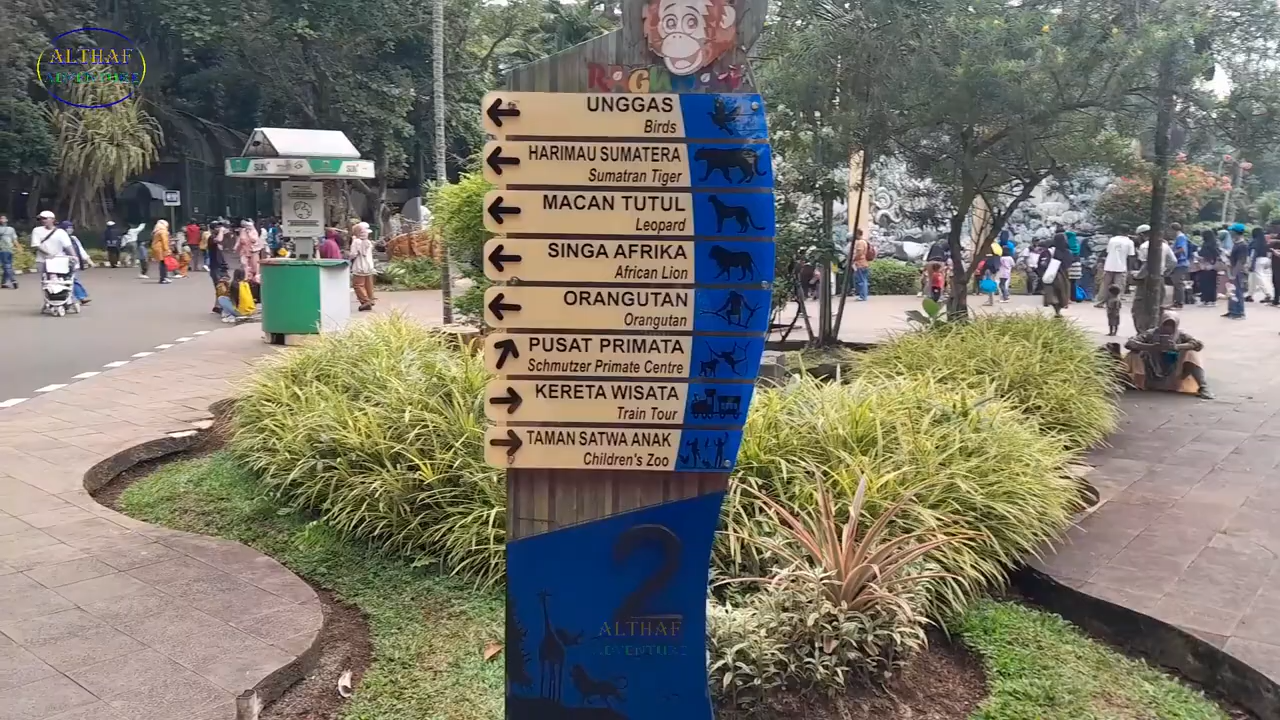 ALTHAF
ADVENTURE
RAGUNAN
UNGGAS
Birds
HARIMAU SUMATERA
Sumatran Tiger
MACAN TUTUL
Leopard
SINGA AFRIKA
African Lion
ORANGUTAN
Orangutan
PUSAT PRIMATA
Schmutzer Primate Centre
KERETA WISATA
Train Tour
TAMAN SATWA ANAK
Children's Zoo
2
ALTHAF
ADVENTURE